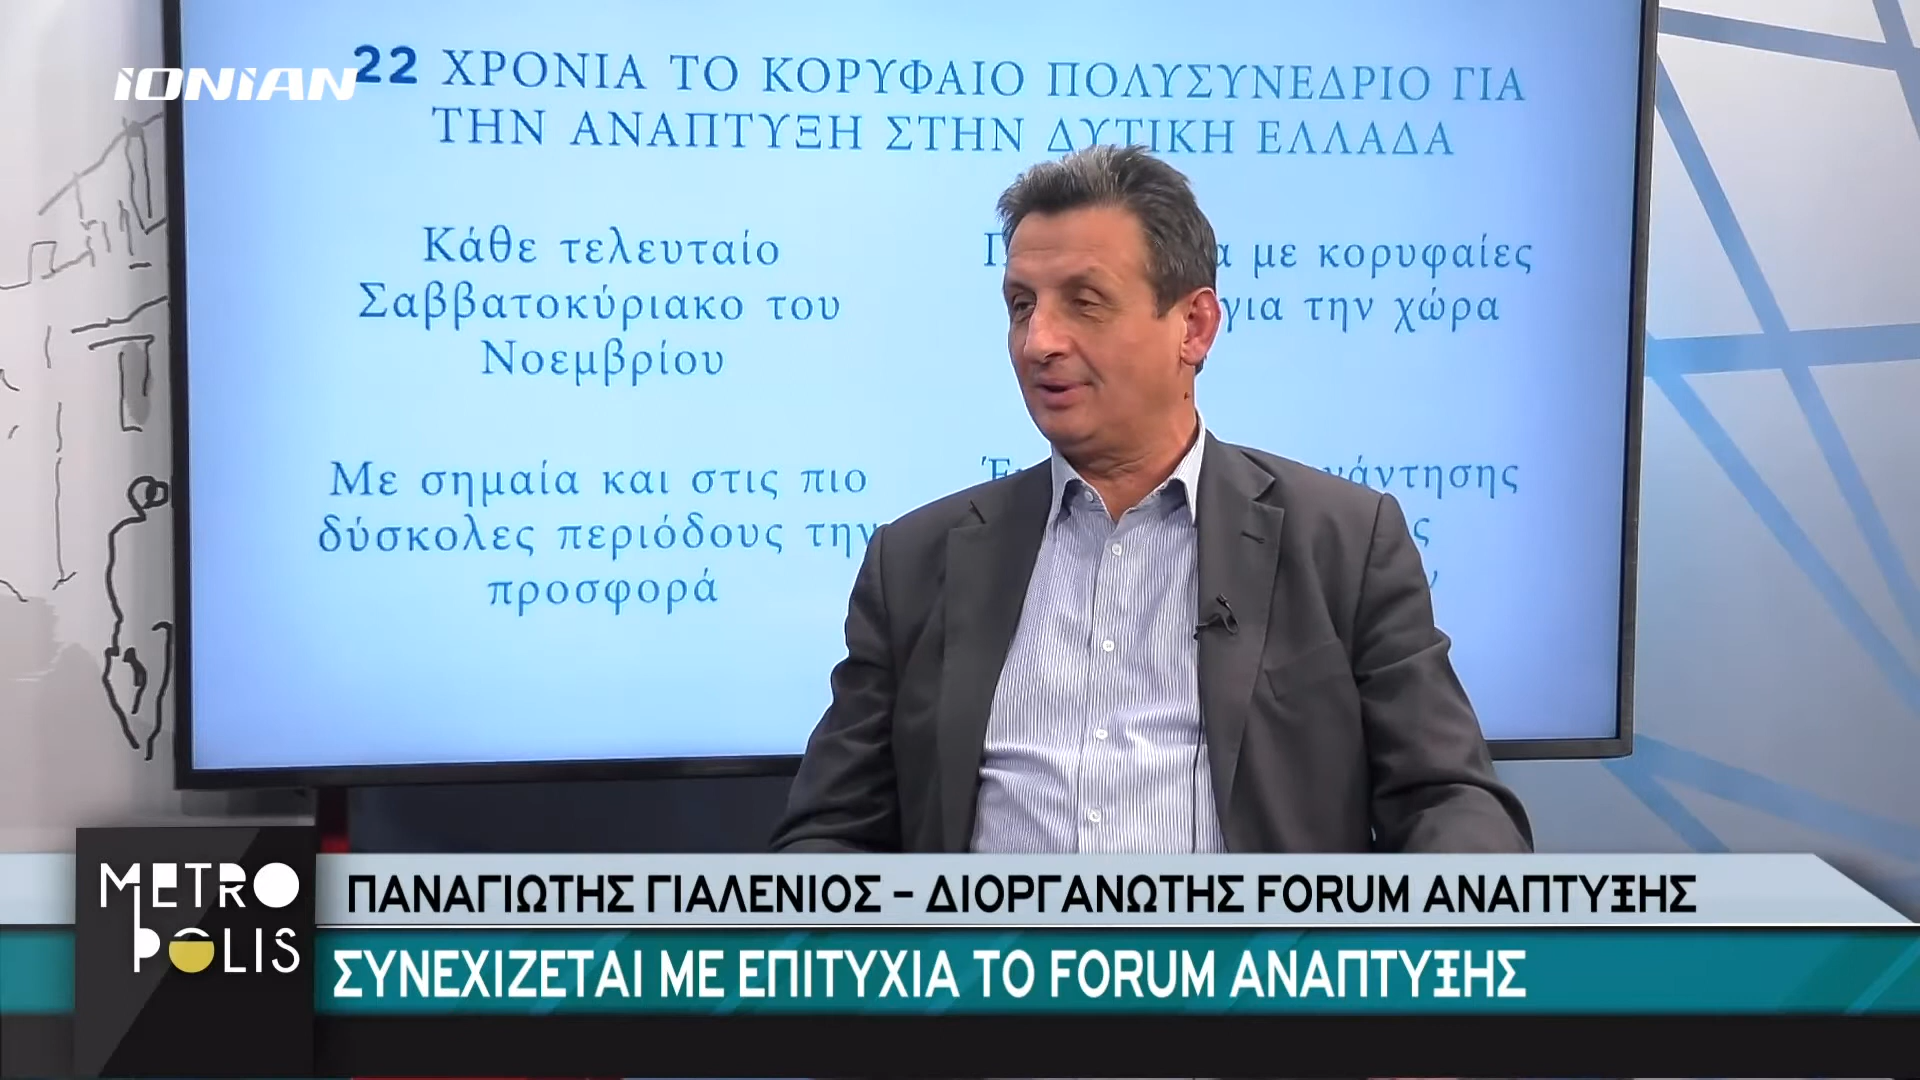 IONIAN
22 ΧΡΟΝΙΑ ΤΟ ΚΟΡΥΦΑΙΟ ΠΟΛΥΣΥΝΕΔΡΙΟ ΓΙΑ
ΤΗΝ ΑΝΑΠΤΥΞΗ ΣΤΗΝ ΔΥΤΙΚΗ ΕΛΛΑΔΑ
Κάθε τελευταίο
Σαββατοκύριακο του
Νοεμβρίου
με κορυφαίες
για την χώρα
Με σημαία και στις πιο
δύσκολες περιόδους την
προσφορά
METRO
POLIS
ΠΑΝΑΓΙΩΤΗΣ ΓΙΑΛΕΝΙΟΣ – ΔΙΟΡΓΑΝΩΤΗΣ FORUM ΑΝΑΠΤΥΞΗΣ
ΣΥΝΕΧΙΖΕΤΑΙ ΜΕ ΕΠΙΤΥΧΙΑ ΤΟ FORUM ΑΝΑΠΤΥΞΗΣ